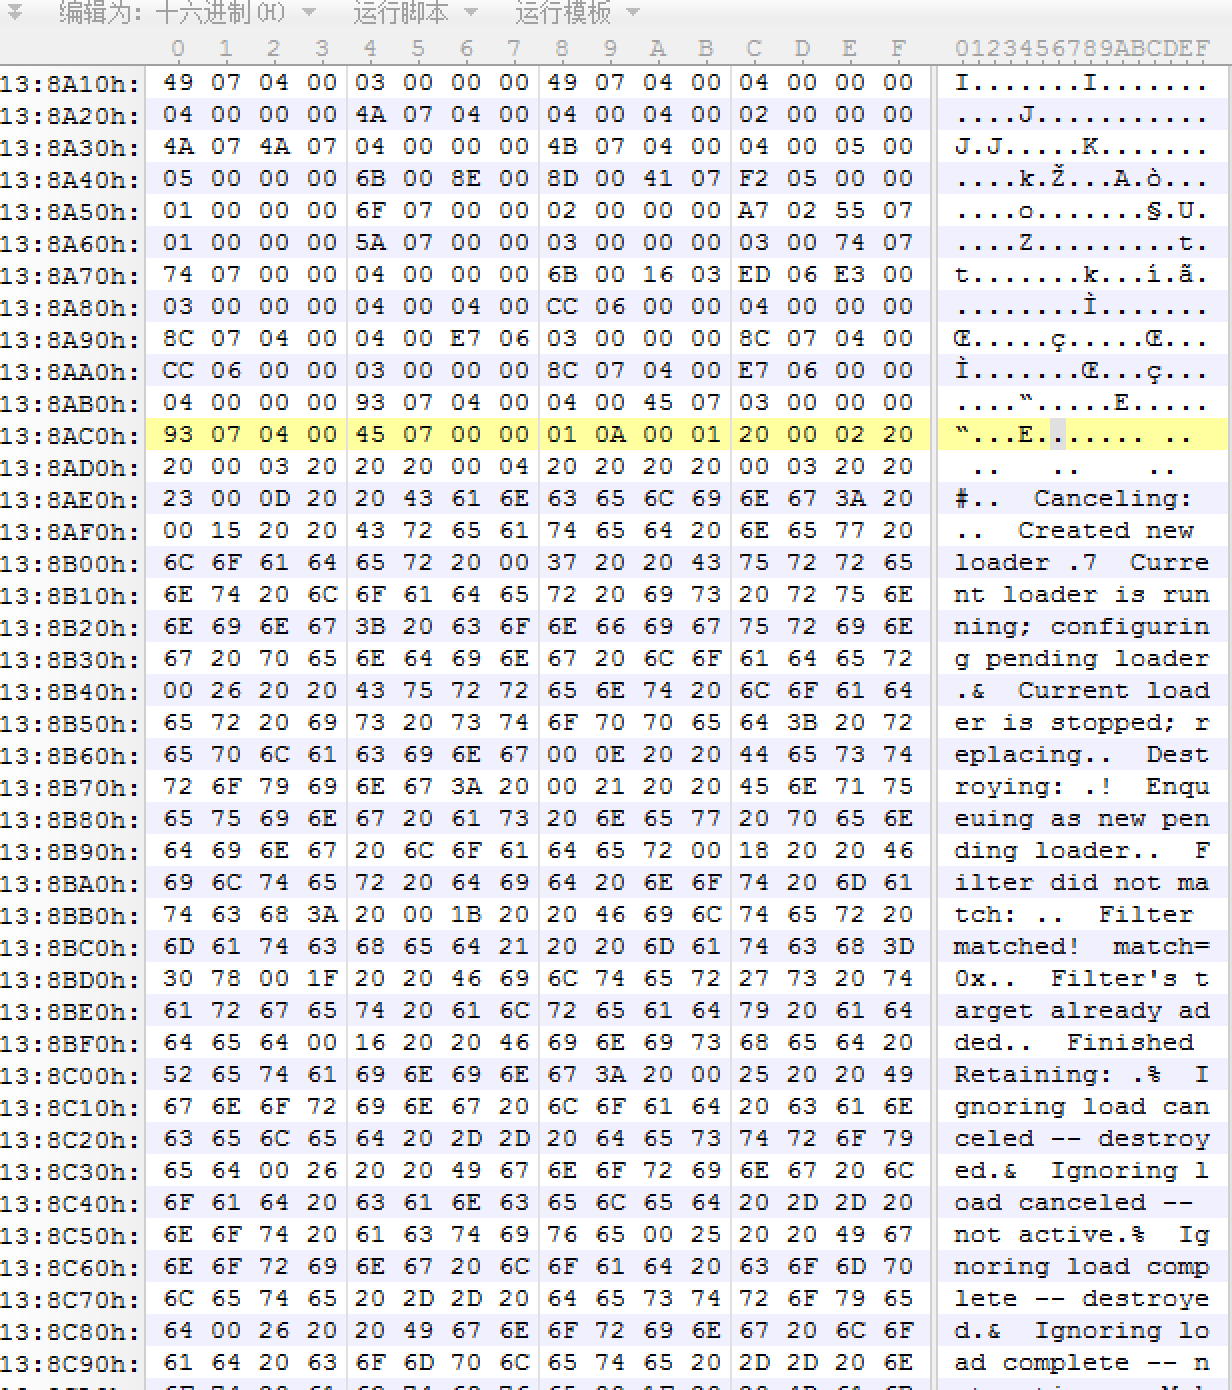 编辑为: 十六进制(H) 运行脚本 运行模板
0 1 2 3 4 5 6 7 8 9 A B C D E F 0123456789ABCDEF
13:8A10h: 49 07 04 00 03 00 00 00 49 07 04 00 04 00 00 00 I.......I.......
13:8A20h: 04 00 00 00 4A 07 04 00 04 00 04 00 02 00 00 00 ....J...........
13:8A30h: 4A 07 4A 07 04 00 00 00 4B 07 04 00 04 00 05 00 J.J.....K.......
13:8A40h: 05 00 00 00 6B 00 8E 00 8D 00 41 07 F2 05 00 00 ....k.Ž...A.ò...
13:8A50h: 01 00 00 00 6F 07 00 00 02 00 00 00 A7 02 55 07 ....o.......§.U.
13:8A60h: 01 00 00 00 5A 07 00 00 03 00 00 00 03 00 74 07 ....Z.........t.
13:8A70h: 74 07 00 00 04 00 00 00 6B 00 16 03 ED 06 E3 00 t.......k...í.ã.
13:8A80h: 03 00 00 00 04 00 04 00 CC 06 00 00 04 00 00 00 ........Ì.......
13:8A90h: 8C 07 04 00 04 00 E7 06 03 00 00 00 8C 07 04 00 Œ.....ç.....Œ...
13:8AA0h: CC 06 00 00 03 00 00 00 8C 07 04 00 E7 06 00 00 Ì.......Œ...ç...
13:8AB0h: 04 00 00 00 93 07 04 00 04 00 45 07 03 00 00 00 ....“.....E.....
13:8AC0h: 93 07 04 00 45 07 00 00 01 0A 00 01 20 00 02 20 “...E....... ..
13:8AD0h: 20 00 03 20 20 20 00 04 20 20 20 20 00 03 20 20  ..   ..    ..
13:8AE0h: 23 00 0D 20 20 43 61 6E 63 65 6C 69 6E 67 3A 20 #..  Canceling:
13:8AF0h: 00 15 20 20 43 72 65 61 74 65 64 20 6E 65 77 20 ..  Created new
13:8B00h: 6C 6F 61 64 65 72 20 00 37 20 20 43 75 72 72 65 loader .7  Curre
13:8B10h: 6E 74 20 6C 6F 61 64 65 72 20 69 73 20 72 75 6E nt loader is run
13:8B20h: 6E 69 6E 67 3B 20 63 6F 6E 66 69 67 75 72 69 6E ning; configurin
13:8B30h: 67 20 70 65 6E 64 69 6E 67 20 6C 6F 61 64 65 72 g pending loader
13:8B40h: 00 26 20 20 43 75 72 72 65 6E 74 20 6C 6F 61 64 .&  Current load
13:8B50h: 65 72 20 69 73 20 73 74 6F 70 70 65 64 3B 20 72 er is stopped; r
13:8B60h: 65 70 6C 61 63 69 6E 67 00 0E 20 20 44 65 73 74 eplacing..  Dest
13:8B70h: 72 6F 79 69 6E 67 3A 20 00 21 20 20 45 6E 71 75 roying: .!  Enqu
13:8B80h: 65 75 69 6E 67 20 61 73 20 6E 65 77 20 70 65 6E euing as new pen
13:8B90h: 64 69 6E 67 20 6C 6F 61 64 65 72 00 18 20 20 46 ding loader..  F
13:8BA0h: 69 6C 74 65 72 20 64 69 64 20 6E 6F 74 20 6D 61 ilter did not ma
13:8BB0h: 74 63 68 3A 20 00 1B 20 20 46 69 6C 74 65 72 20 tch: ..  Filter
13:8BC0h: 6D 61 74 63 68 65 64 21 20 20 6D 61 74 63 68 3D matched!  match=
13:8BD0h: 30 78 00 1F 20 20 46 69 6C 74 65 72 27 73 20 74 0x..  Filter's t
13:8BE0h: 61 72 67 65 74 20 61 6C 72 65 61 64 79 20 61 64 arget already ad
13:8BF0h: 64 65 64 00 16 20 20 46 69 6E 69 73 68 65 64 20 ded..  Finished
13:8C00h: 52 65 74 61 69 6E 69 6E 67 3A 20 00 25 20 20 49 Retaining: .%  I
13:8C10h: 67 6E 6F 72 69 6E 67 20 6C 6F 61 64 20 63 61 6E gnoring load can
13:8C20h: 63 65 6C 65 64 20 2D 2D 20 64 65 73 74 72 6F 79 celed -- destroy
13:8C30h: 65 64 00 26 20 20 49 67 6E 6F 72 69 6E 67 20 6C ed.&  Ignoring l
13:8C40h: 6F 61 64 20 63 61 6E 63 65 6C 65 64 20 2D 2D 20 oad canceled --
13:8C50h: 6E 6F 74 20 61 63 74 69 76 65 00 25 20 20 49 67 not active.%  Ig
13:8C60h: 6E 6F 72 69 6E 67 20 6C 6F 61 64 20 63 6F 6D 70 noring load comp
13:8C70h: 6C 65 74 65 20 2D 2D 20 64 65 73 74 72 6F 79 65 lete -- destroye
13:8C80h: 64 00 26 20 20 49 67 6E 6F 72 69 6E 67 20 6C 6F d.&  Ignoring lo
13:8C90h: 61 64 20 63 6F 6D 70 6C 65 74 65 20 2D 2D 20 6E ad complete -- n